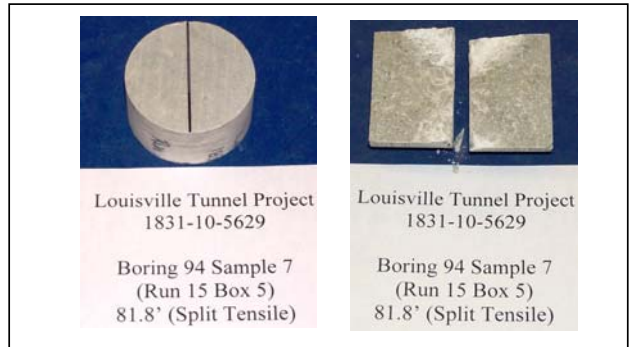 Louisville Tunnel Project
1831-10-5629
Boring 94 Sample 7
(Run 15 Box 5)
81.8' (Split Tensile)
Louisville Tunnel Project
1831-10-5629
Boring 94 Sample 7
(Run 15 Box 5)
81.8' (Split Tensile)